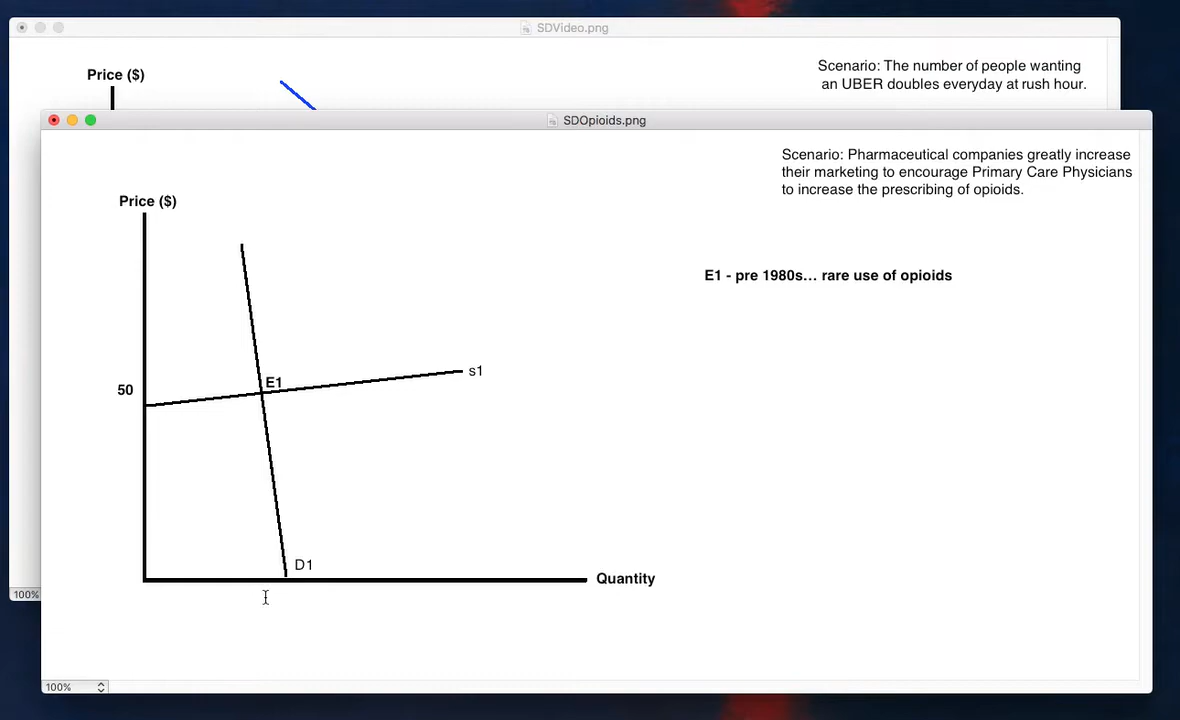 SDVideo.png
Price ($)
Scenario: The number of people wanting
an UBER doubles everyday at rush hour.
SDOpioids.png
Scenario: Pharmaceutical companies greatly increase
their marketing to encourage Primary Care Physicians
to increase the prescribing of opioids.
Price ($)
E1 - pre 1980s... rare use of opioids
E1
s1
50
D1
Quantity
100%
100%